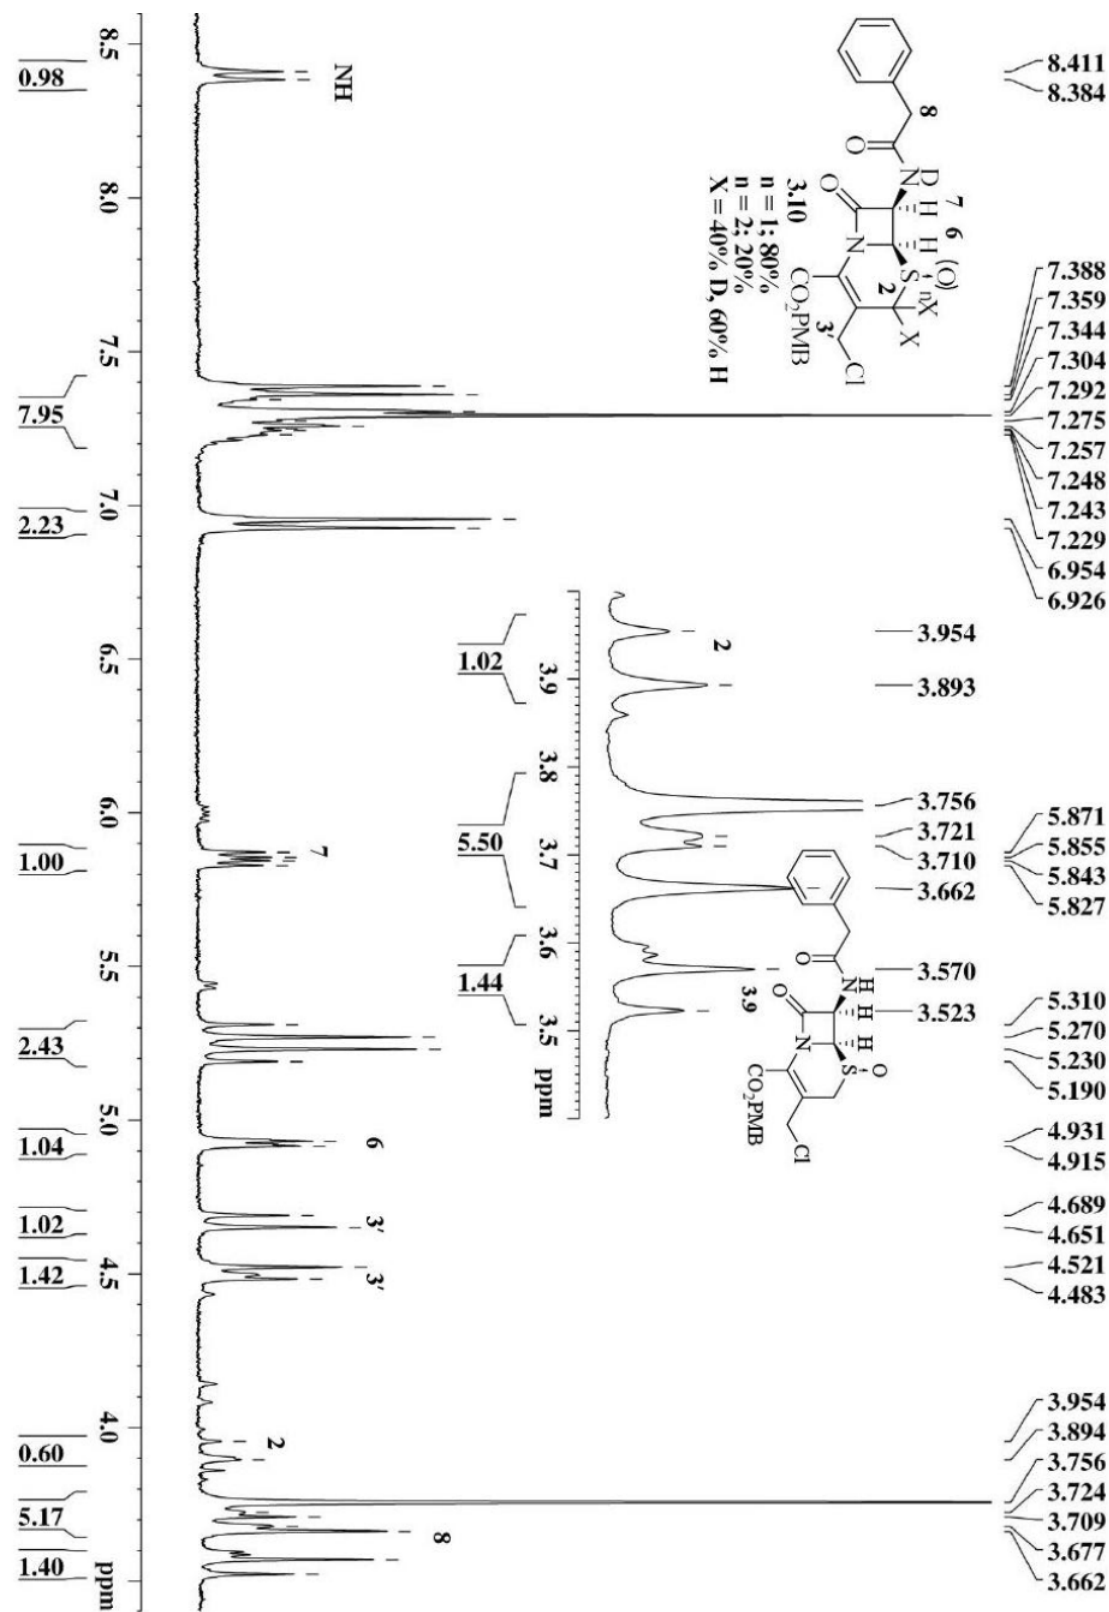 8.411
8.384
7.388
7.359
7.344
7.304
7.292
7.275
7.257
7.248
7.243
7.229
6.954
6.926
5.871
5.855
5.843
5.827
5.310
5.270
5.230
5.190
4.931
4.915
4.689
4.651
4.521
4.483
3.954
3.894
3.756
3.724
3.709
3.677
3.662
8
O
N
D
7
H
6
H
(O)
n
S
2
X
X
O
N
3'
Cl
CO₂PMB
3.10
n = 1; 80%
n = 2; 20%
X = 40% D, 60% H
3.954
3.893
3.756
3.721
3.710
3.662
3.570
3.523
2
O
N
H
H
H
O
S
O
N
Cl
CO₂PMB
3.9
3.9
3.8
3.7
3.6
3.5
ppm
1.02
5.50
1.44
NH
7
6
3'
3'
2
8
8.5
8.0
7.5
7.0
6.5
6.0
5.5
5.0
4.5
4.0
ppm
0.98
7.95
2.23
1.00
2.43
1.04
1.02
1.42
0.60
5.17
1.40